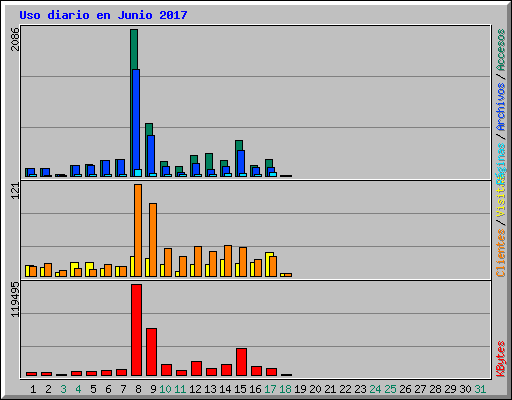 Uso diario en Junio 2017
2086
121
119495
Accesos / Archivos / Páginas
Visitas / Clientes
KBytes
1 2 3 4 5 6 7 8 9 10 11 12 13 14 15 16 17 18 19 20 21 22 23 24 25 26 27 28 29 30 31